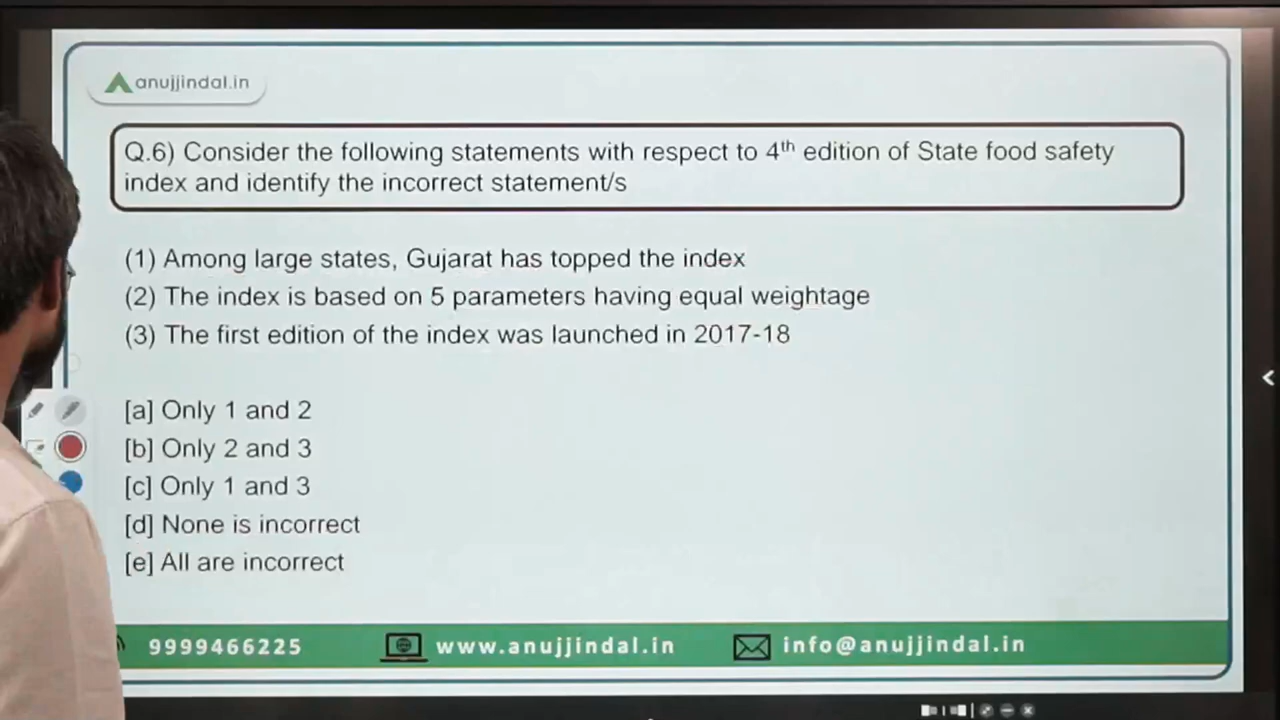 anujjindal.in
Q.6) Consider the following statements with respect to 4th edition of State food safety
index and identify the incorrect statement/s
(1) Among large states, Gujarat has topped the index
(2) The index is based on 5 parameters having equal weightage
(3) The first edition of the index was launched in 2017-18
[a] Only 1 and 2
[b] Only 2 and 3
[c] Only 1 and 3
[d] None is incorrect
[e] All are incorrect
9999466225 www.anujjindal.in info@anujjindal.in